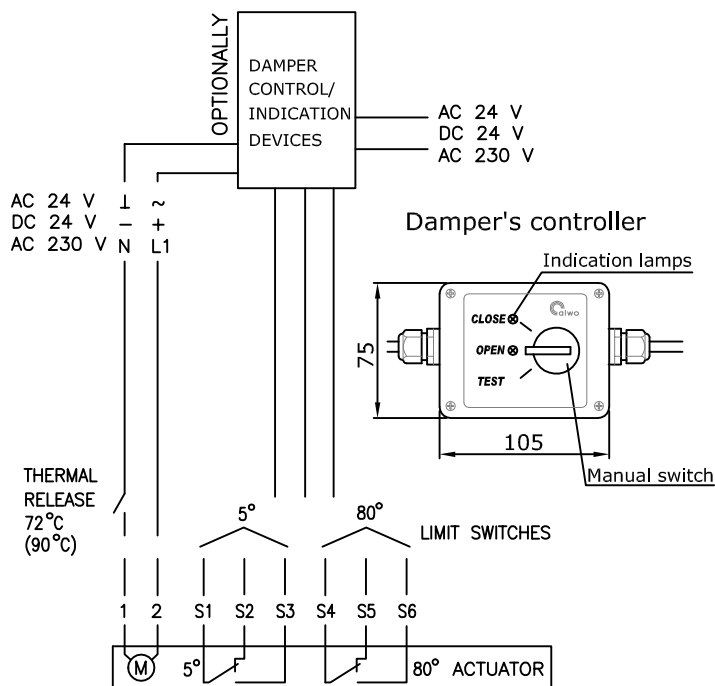 OPTIONALLY
DAMPER
CONTROL/
INDICATION
DEVICES
AC 24 V
DC 24 V
AC 230 V
AC 24 V ⊥ ~
DC 24 V − +
AC 230 V N L1
Damper's controller
Indication lamps
CLOSE
alwa
OPEN
TEST
75
105
Manual switch
THERMAL
RELEASE
72°C
(90°C)
5°
80°
LIMIT SWITCHES
1 2 S1 S2 S3 S4 S5 S6
M 5° 80° ACTUATOR